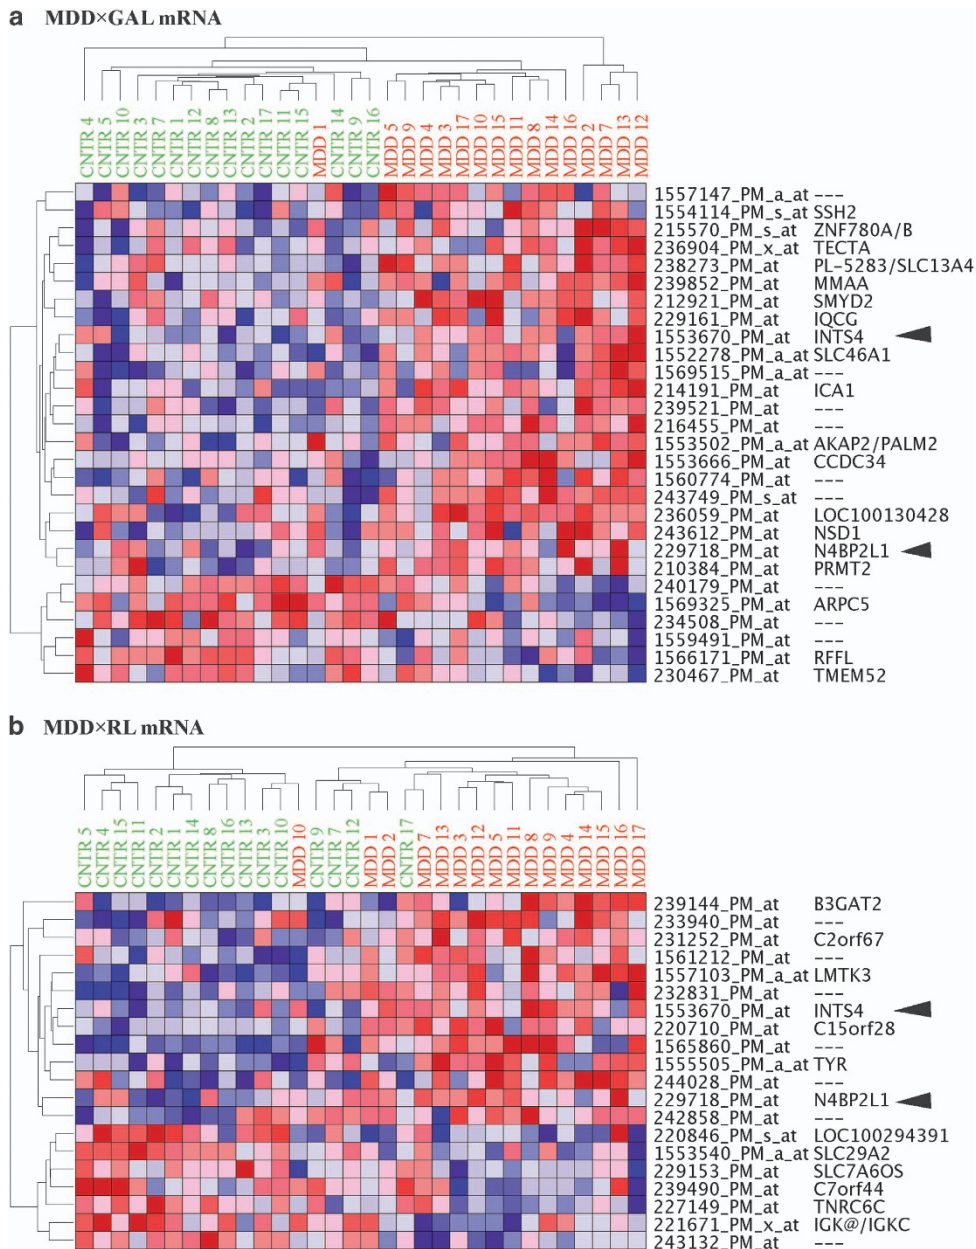 a MDD×GAL mRNA
CNTR 4 CNTR 5 CNTR 10 CNTR 3 CNTR 7 CNTR 1 CNTR 12 CNTR 8 CNTR 13 CNTR 2 CNTR 17 CNTR 11 CNTR 15 MDD 1 CNTR 14 CNTR 9 CNTR 16 MDD 5 MDD 9 MDD 4 MDD 3 MDD 17 MDD 10 MDD 15 MDD 11 MDD 8 MDD 14 MDD 16 MDD 2 MDD 7 MDD 13 MDD 12
1557147_PM_a_at ---
1554114_PM_s_at SSH2
215570_PM_s_at ZNF780A/B
236904_PM_x_at TECTA
238273_PM_at PL-5283/SLC13A4
239852_PM_at MMAA
212921_PM_at SMYD2
229161_PM_at IQCG
1553670_PM_at INTS4
1552278_PM_a_at SLC46A1
1569515_PM_a_at ---
214191_PM_at ICA1
239521_PM_at ---
216455_PM_at ---
1553502_PM_a_at AKAP2/PALM2
1553666_PM_at CCDC34
1560774_PM_at ---
243749_PM_s_at ---
236059_PM_at LOC100130428
243612_PM_at NSD1
229718_PM_at N4BP2L1
210384_PM_at PRMT2
240179_PM_at ---
1569325_PM_at ARPC5
234508_PM_at ---
1559491_PM_at ---
1566171_PM_at RFFL
230467_PM_at TMEM52
b MDD×RL mRNA
CNTR 5 CNTR 4 CNTR 15 CNTR 11 CNTR 2 CNTR 1 CNTR 14 CNTR 8 CNTR 16 CNTR 13 CNTR 3 CNTR 10 MDD 10 CNTR 9 CNTR 7 CNTR 12 MDD 1 MDD 2 CNTR 17 MDD 7 MDD 13 MDD 3 MDD 12 MDD 5 MDD 11 MDD 8 MDD 9 MDD 4 MDD 14 MDD 15 MDD 16 MDD 17
239144_PM_at B3GAT2
233940_PM_at ---
231252_PM_at C2orf67
1561212_PM_at ---
1557103_PM_a_at LMTK3
232831_PM_at ---
1553670_PM_at INTS4
220710_PM_at C15orf28
1565860_PM_at ---
1555505_PM_a_at TYR
244028_PM_at ---
229718_PM_at N4BP2L1
242858_PM_at ---
220846_PM_s_at LOC100294391
1553540_PM_a_at SLC29A2
229153_PM_at SLC7A6OS
239490_PM_at C7orf44
227149_PM_at TNRC6C
221671_PM_x_at IGK@/IGKC
243132_PM_at ---